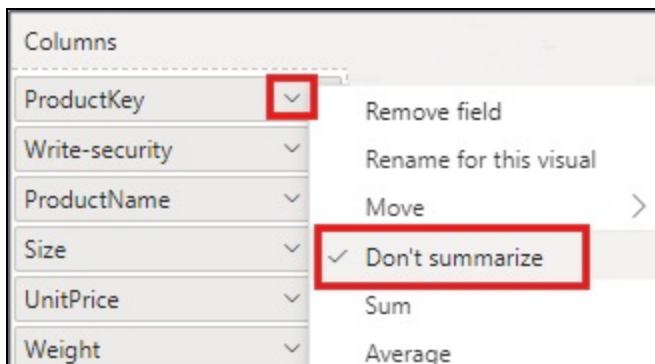 Columns
ProductKey
Write-security
ProductName
Size
UnitPrice
Weight
Remove field
Rename for this visual
Move
Don't summarize
Sum
Average